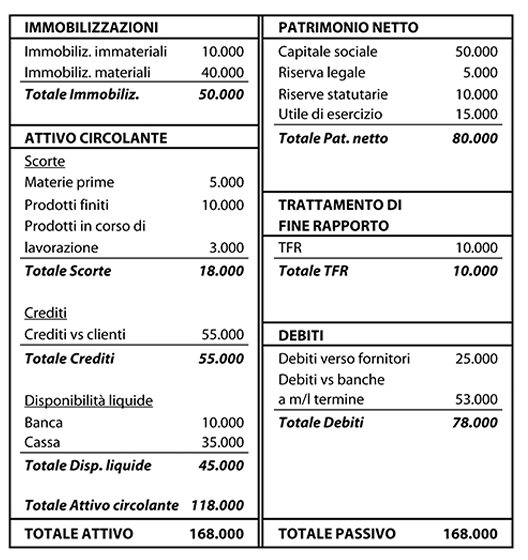 IMMOBILIZZAZIONI
Immobiliz. immateriali 10.000
Immobiliz. materiali 40.000
Totale Immobiliz. 50.000
ATTIVO CIRCOLANTE
Scorte
Materie prime 5.000
Prodotti finiti 10.000
Prodotti in corso di
lavorazione 3.000
Totale Scorte 18.000
Crediti
Crediti vs clienti 55.000
Totale Crediti 55.000
Disponibilità liquide
Banca 10.000
Cassa 35.000
Totale Disp. liquide 45.000
Totale Attivo circolante 118.000
TOTALE ATTIVO 168.000
PATRIMONIO NETTO
Capitale sociale 50.000
Riserva legale 5.000
Riserve statutarie 10.000
Utile di esercizio 15.000
Totale Pat. netto 80.000
TRATTAMENTO DI
FINE RAPPORTO
TFR 10.000
Totale TFR 10.000
DEBITI
Debiti verso fornitori 25.000
Debiti vs banche
a m/l termine 53.000
Totale Debiti 78.000
TOTALE PASSIVO 168.000